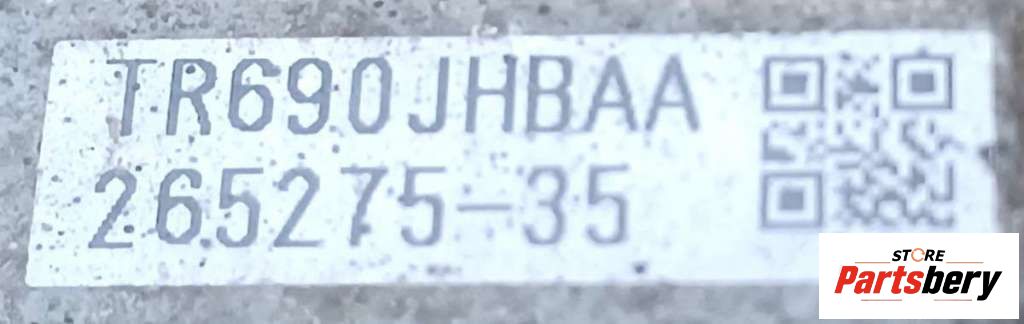 TR690JHBAA
265275-35
STORE
Partsbery